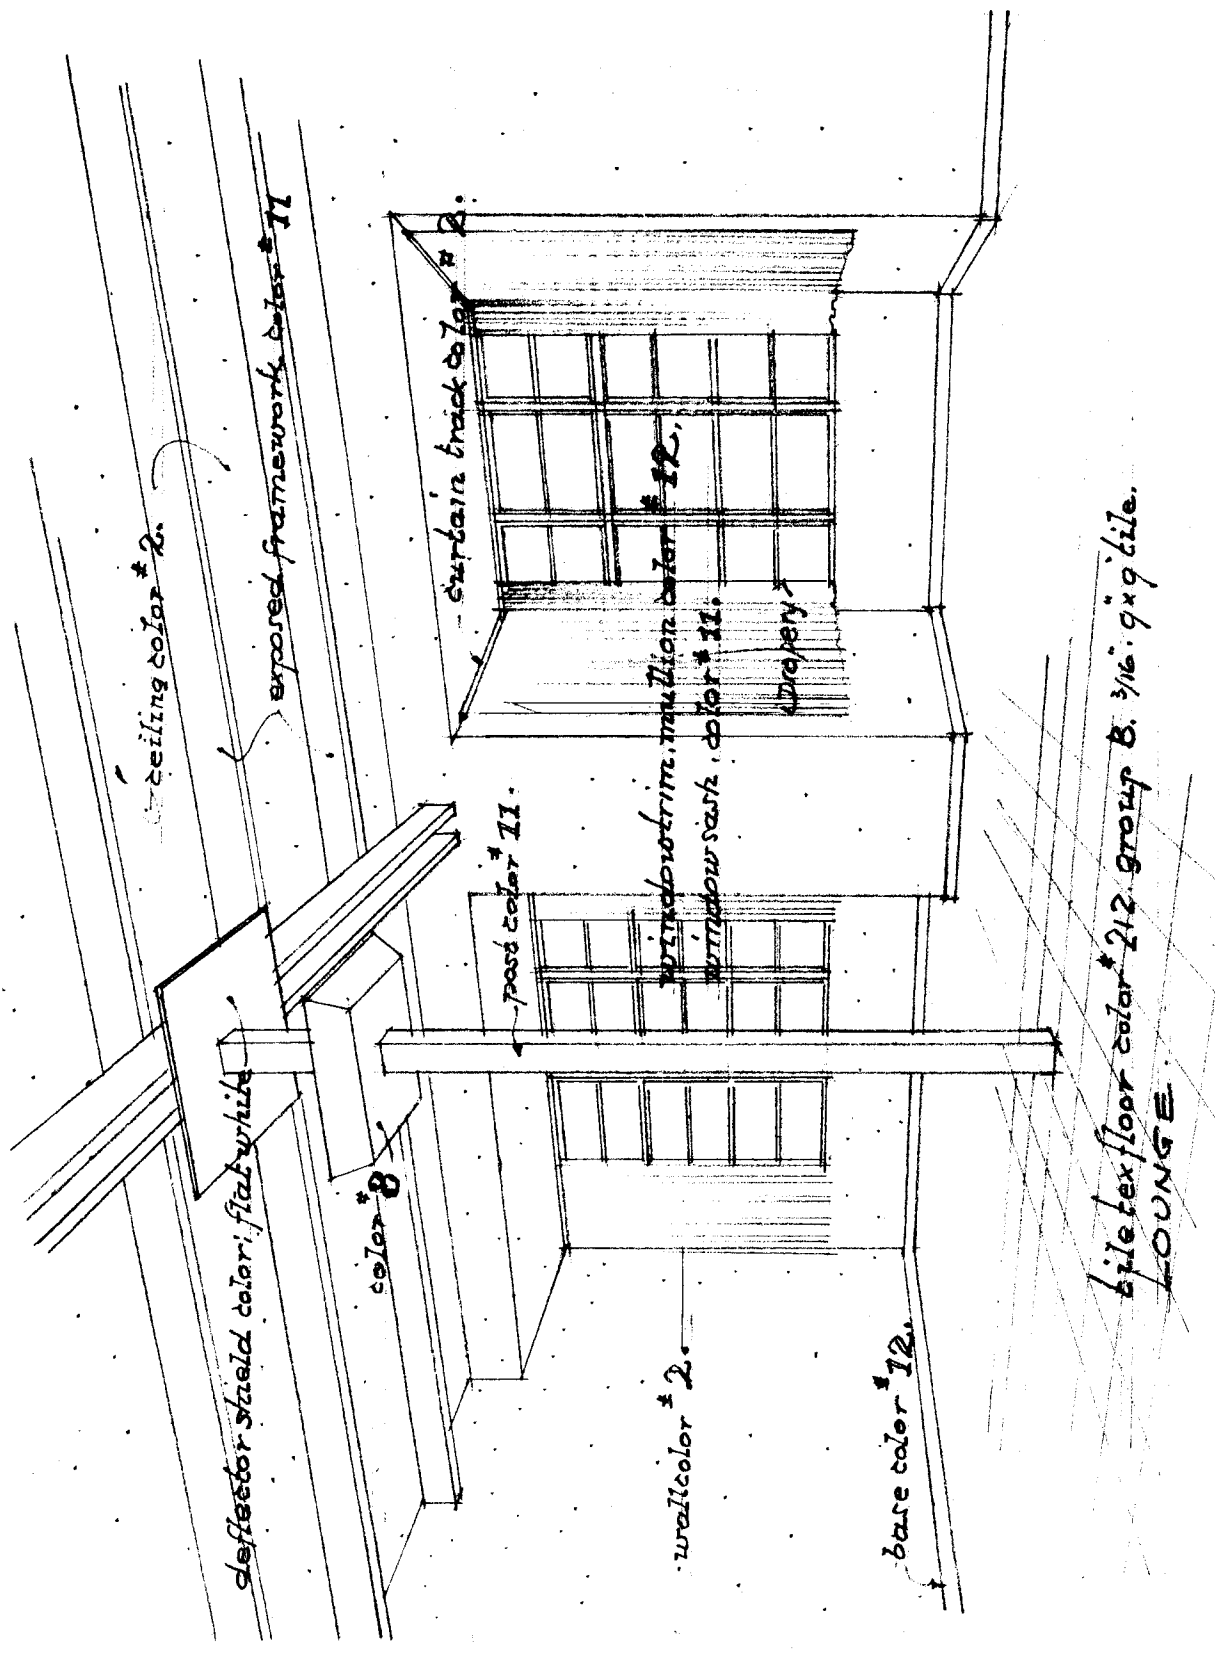 ceiling color #2.
exposed framework color #11
curtain track color #2.
deflector shield color; flat white
color #8
post color #11.
window trim, mullion color #12.
window sash, color #11.
Drapery
wall color #2.
base color #12.
tile tex floor color #212 group B. 3/16" 9"x9" tile.
LOUNGE.